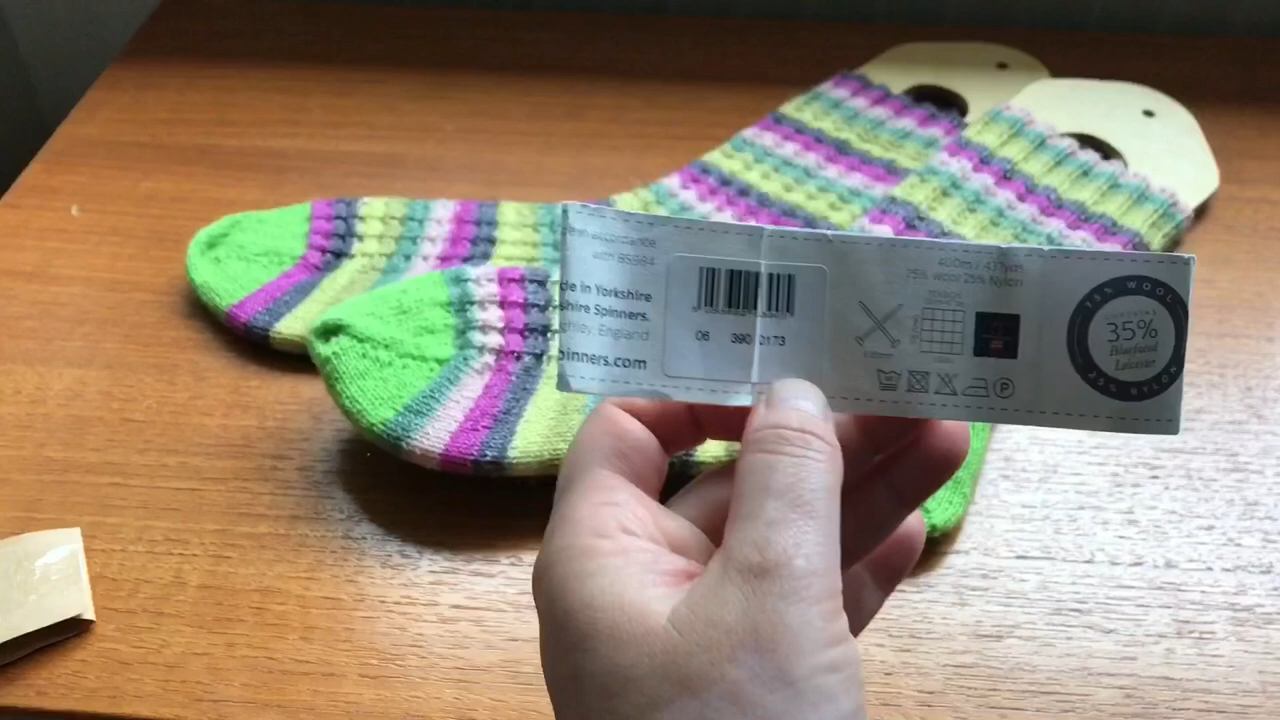 accordance
with BS984
de in Yorkshire
shire Spinners.
ghley, England
pinners.com
06 390 0173
400m / 437yds
75% Wool 25% Nylon
75% WOOL
35%
Bluefaced
Leicester
25% NYLON
P